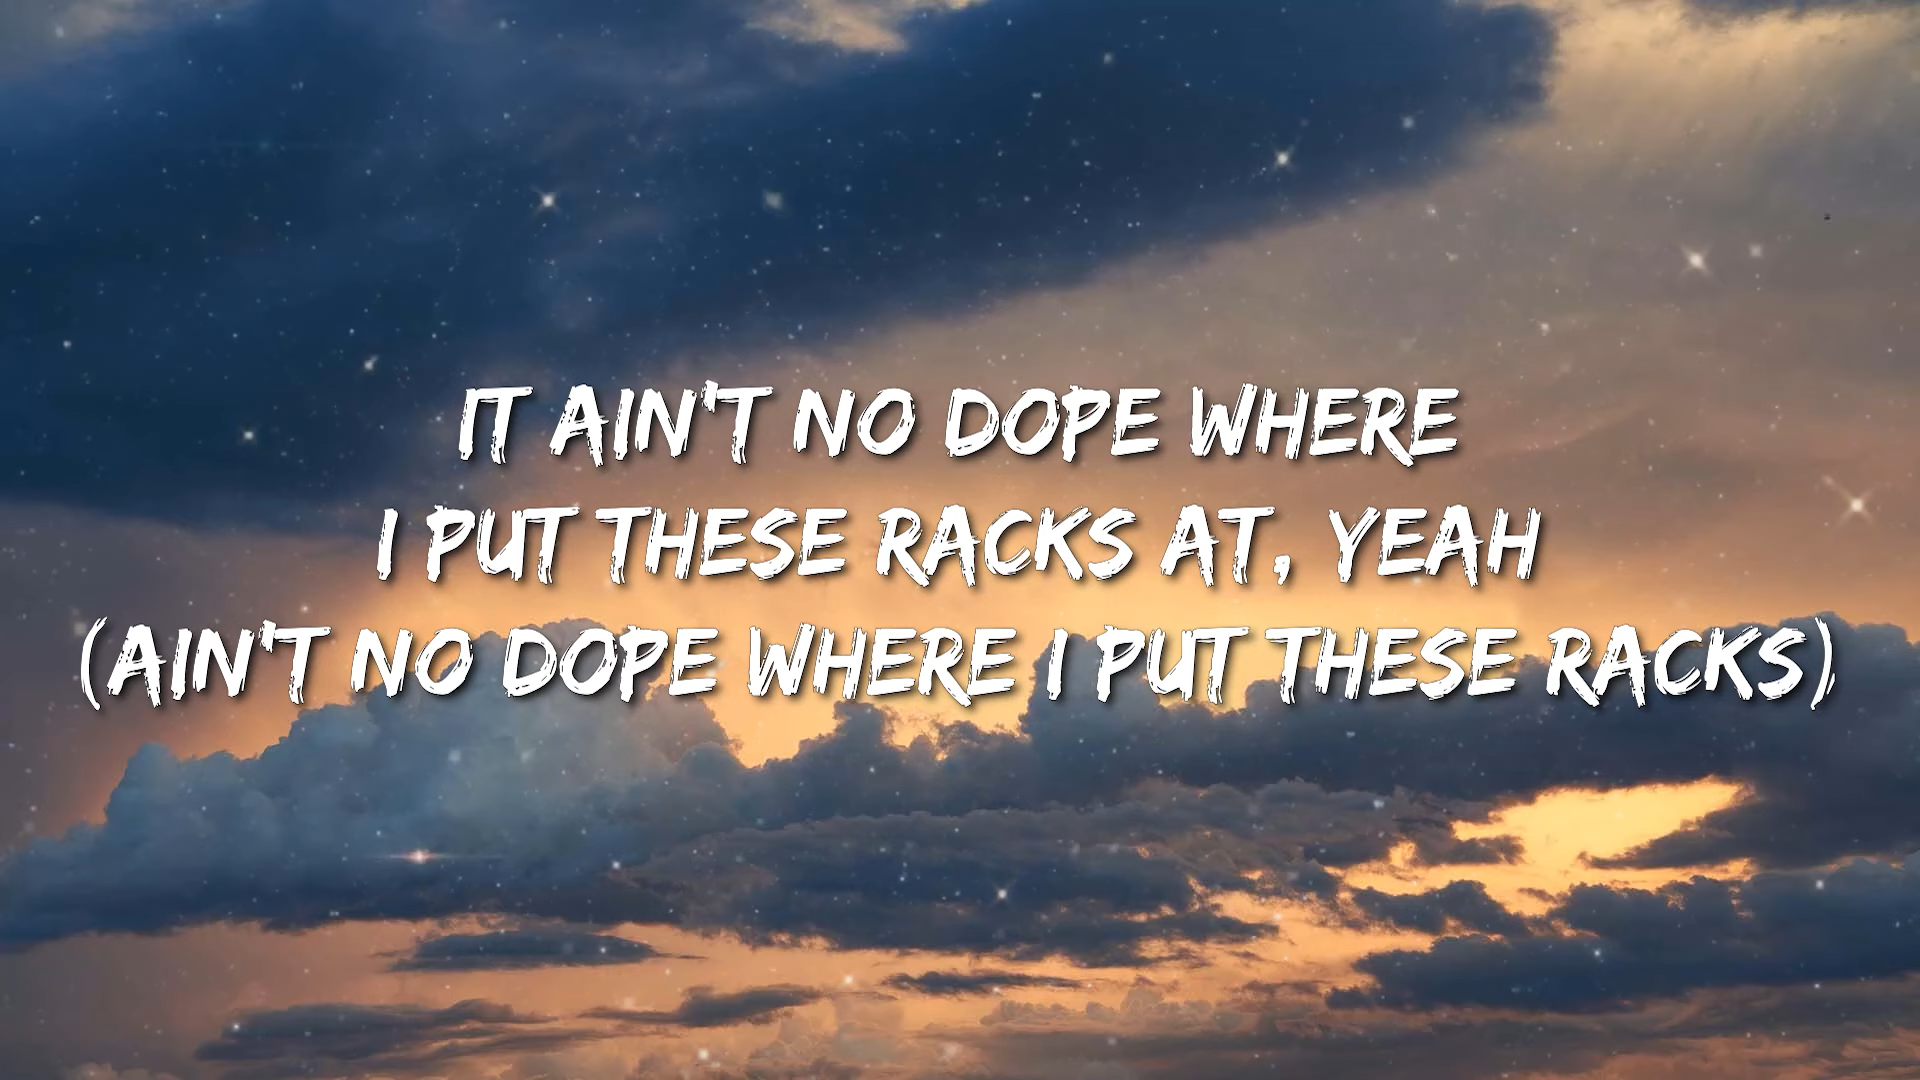 IT AIN'T NO DOPE WHERE
I PUT THESE RACKS AT, YEAH
(AIN'T NO DOPE WHERE I PUT THESE RACKS)